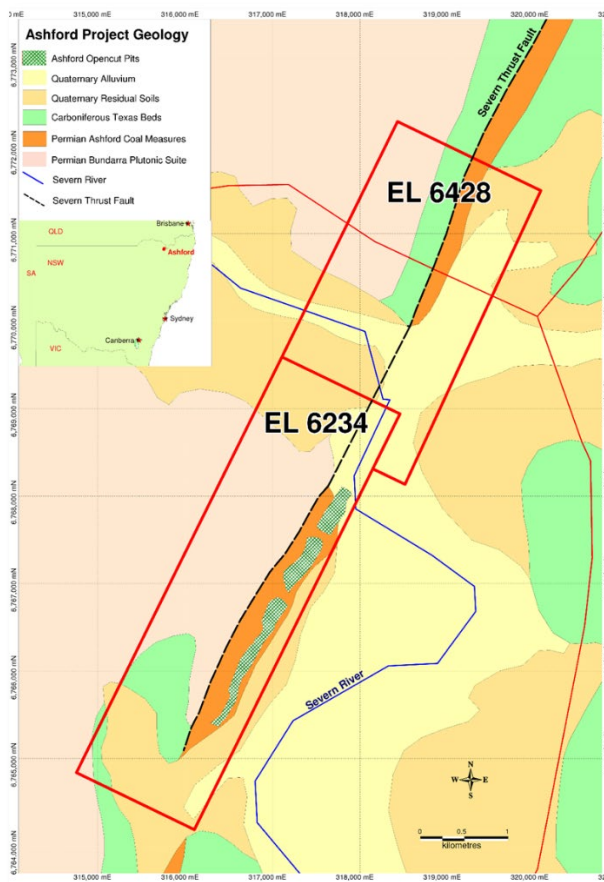 315,000 mE
316,000 mE
317,000 mE
318,000 mE
319,000 mE
320,000 mE
Ashford Project Geology
Ashford Opencut Pits
Quaternary Alluvium
Quaternary Residual Soils
Carboniferous Texas Beds
Permian Ashford Coal Measures
Permian Bundarra Plutonic Suite
Severn River
Severn Thrust Fault
Brisbane
QLD
Ashford
NSW
SA
Sydney
Canberra
VIC
Severn Thrust Fault
EL 6428
EL 6234
Severn River
N
W E
S
0 0.5 1
kilometres
6,773,000 mN
6,772,000 mN
6,771,000 mN
6,770,000 mN
6,769,000 mN
6,768,000 mN
6,767,000 mN
6,765,000 mN
6,764,000 mN
315,000 mE
316,000 mE
317,000 mE
318,000 mE
319,000 mE
320,000 mE